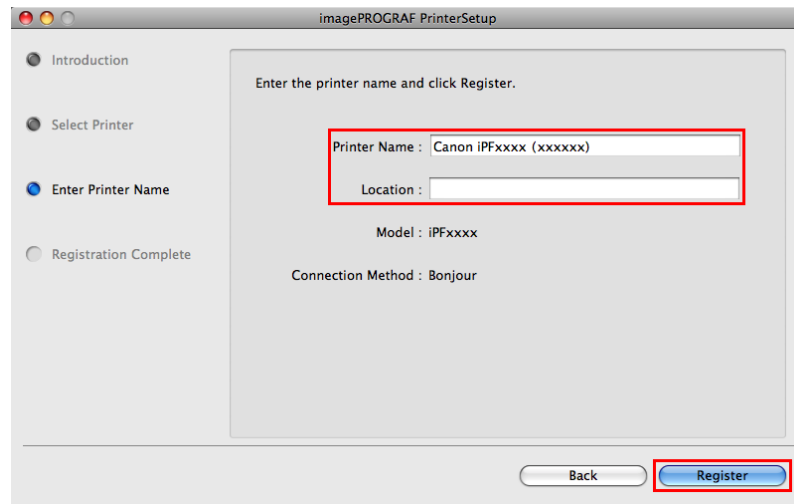 imagePROGRAF PrinterSetup
Introduction
Select Printer
Enter Printer Name
Registration Complete
Enter the printer name and click Register.
Printer Name : Canon iPFxxxx (xxxxxx)
Location :
Model : iPFxxxx
Connection Method : Bonjour
Back
Register